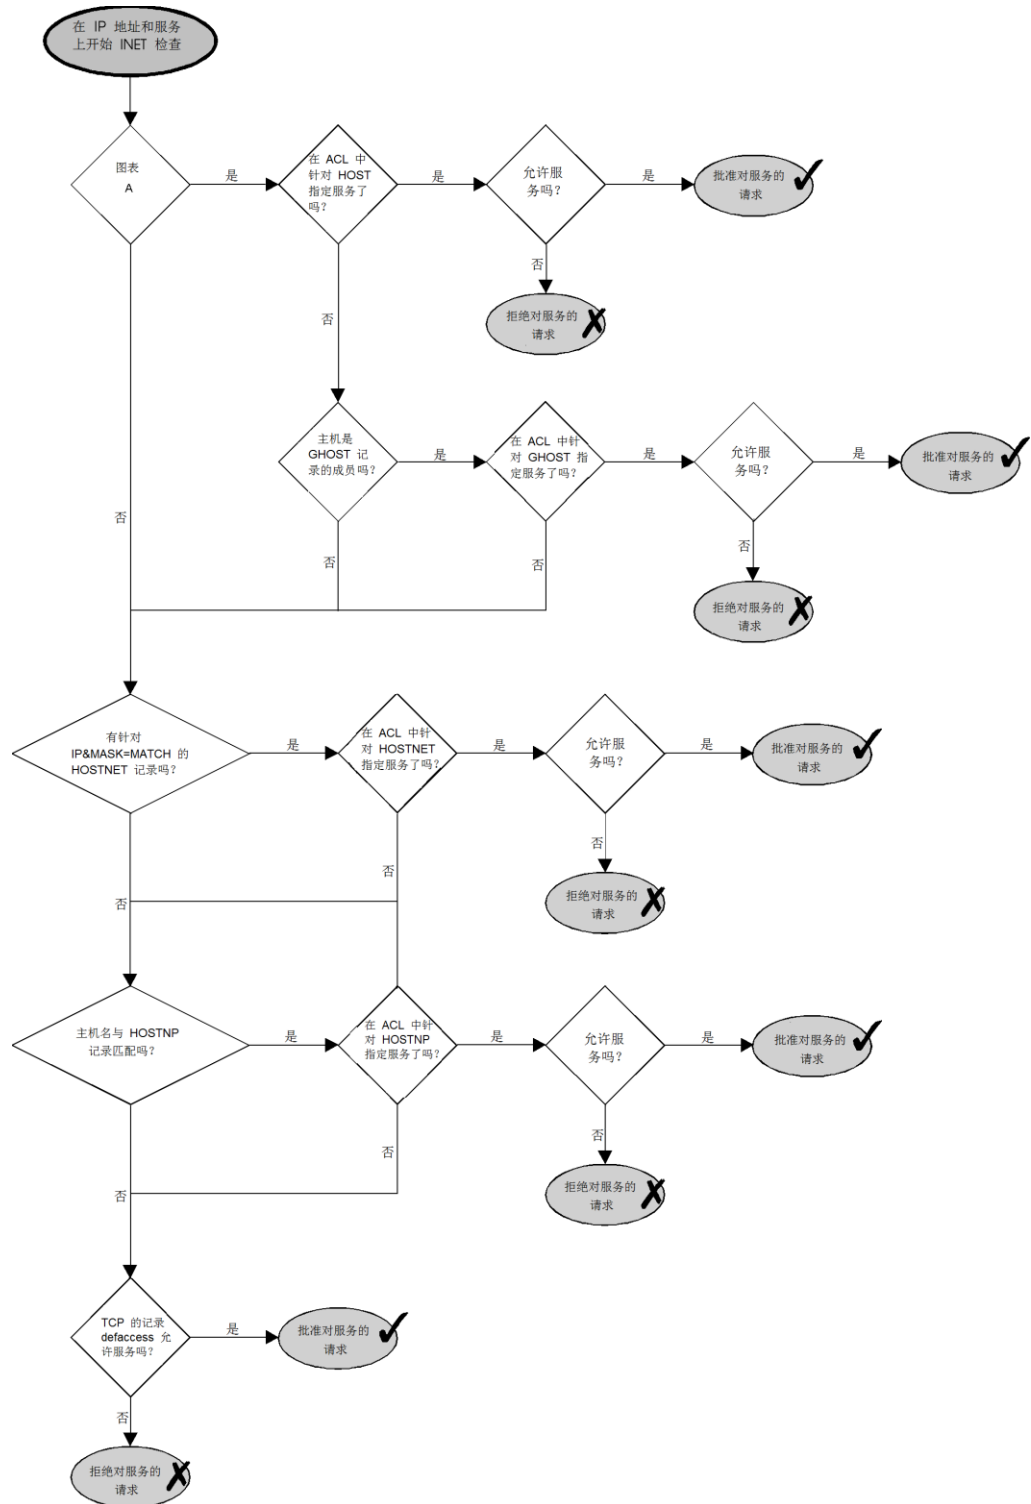 在 IP 地址和服务
上开始 INET 检查
图表
A
是
在 ACL 中
针对 HOST
指定服务了
吗？
是
允许服
务吗？
是
批准对服务的
请求
否
拒绝对服务的
请求
否
主机是
GHOST 记
录的成员吗？
是
在 ACL 中针
对 GHOST 指
定服务了吗？
是
允许服
务吗？
是
批准对服务的
请求
否
否
否
否
拒绝对服务的
请求
有针对
IP&MASK=MATCH 的
HOSTNET 记录吗？
是
在 ACL 中针
对 HOSTNET
指定服务了吗？
是
允许服
务吗？
是
批准对服务的
请求
否
否
否
拒绝对服务的
请求
主机名与 HOSTNP
记录匹配吗？
是
在 ACL 中针
对 HOSTNP
指定服务了吗？
是
允许服
务吗？
是
批准对服务的
请求
否
否
否
拒绝对服务的
请求
TCP 的记录
defaccess 允
许服务吗？
是
批准对服务的
请求
否
拒绝对服务的
请求